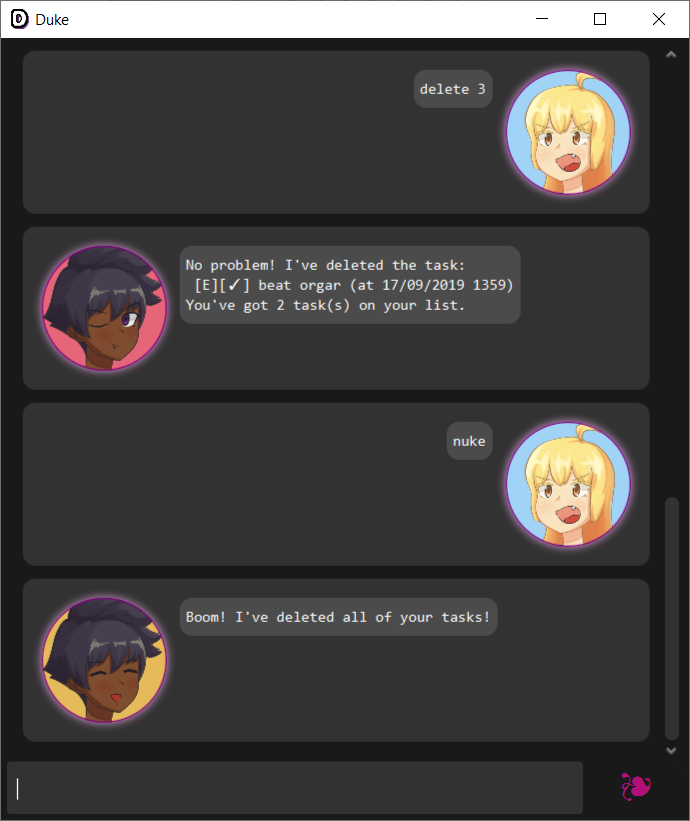 Duke
delete 3
No problem! I've deleted the task:
[E][✓] beat orgar (at 17/09/2019 1359)
You've got 2 task(s) on your list.
nuke
Boom! I've deleted all of your tasks!